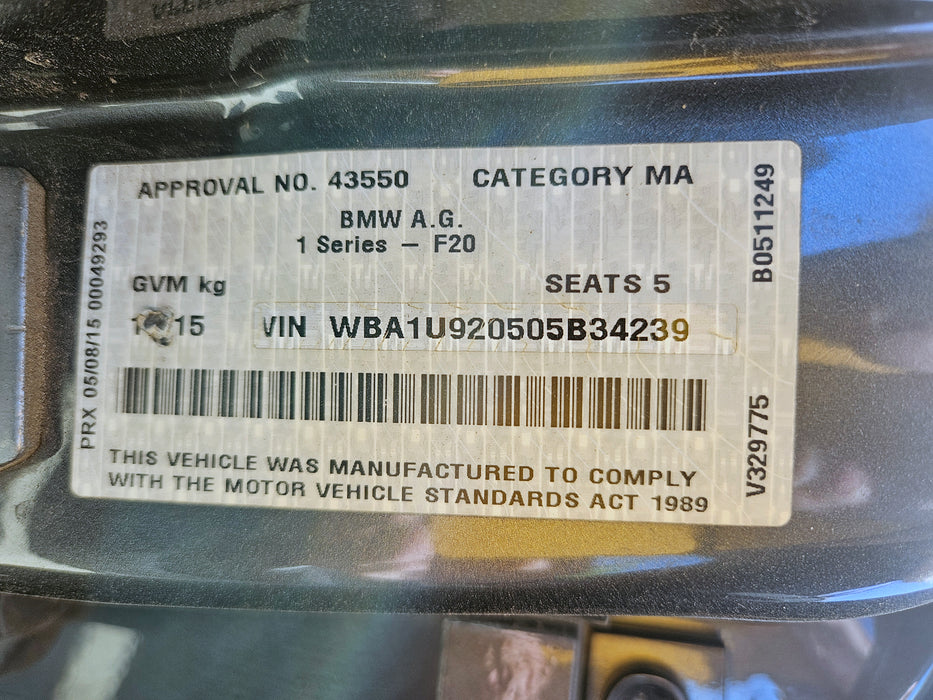 APPROVAL NO. 43550 CATEGORY MA
BMW A.G.
1 Series – F20
GVM kg SEATS 5
VIN WBA1U920505B34239
THIS VEHICLE WAS MANUFACTURED TO COMPLY
WITH THE MOTOR VEHICLE STANDARDS ACT 1989
PRX 05/08/15 00049293
B0511249
V329775